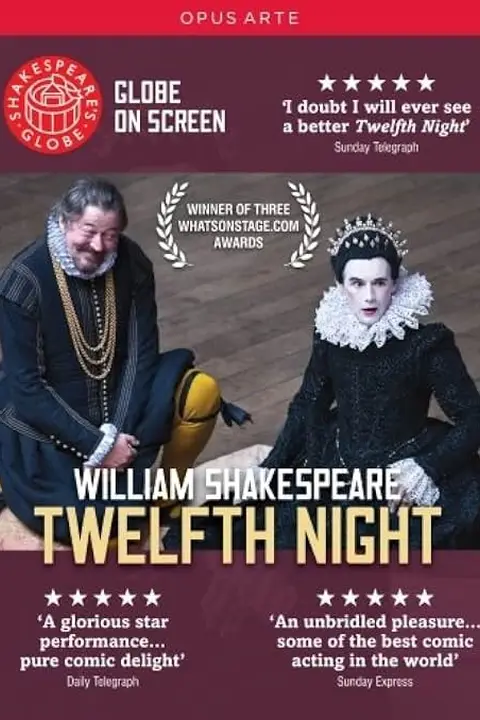 OPUS ARTE
SHAKESPEARE'S GLOBE
GLOBE
ON SCREEN
'I doubt I will ever see
a better Twelfth Night'
Sunday Telegraph
WINNER OF THREE
WHATSONSTAGE.COM
AWARDS
WILLIAM SHAKESPEARE
TWELFTH NIGHT
'A glorious star
performance...
pure comic delight'
Daily Telegraph
'An unbridled pleasure...
some of the best comic
acting in the world'
Sunday Express